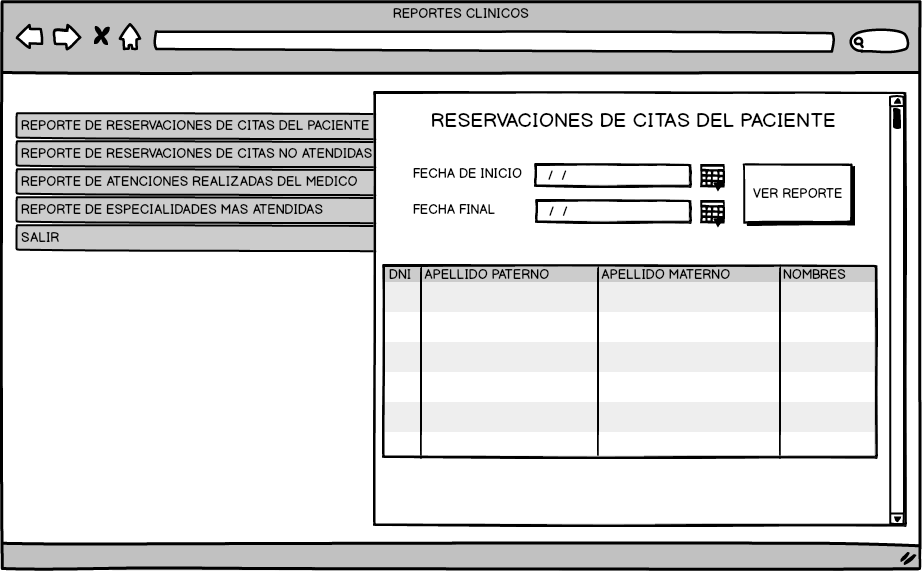 REPORTES CLINICOS
REPORTE DE RESERVACIONES DE CITAS DEL PACIENTE
REPORTE DE RESERVACIONES DE CITAS NO ATENDIDAS
REPORTE DE ATENCIONES REALIZADAS DEL MEDICO
REPORTE DE ESPECIALIDADES MAS ATENDIDAS
SALIR
RESERVACIONES DE CITAS DEL PACIENTE
FECHA DE INICIO / /
FECHA FINAL / /
VER REPORTE
DNI APELLIDO PATERNO APELLIDO MATERNO NOMBRES